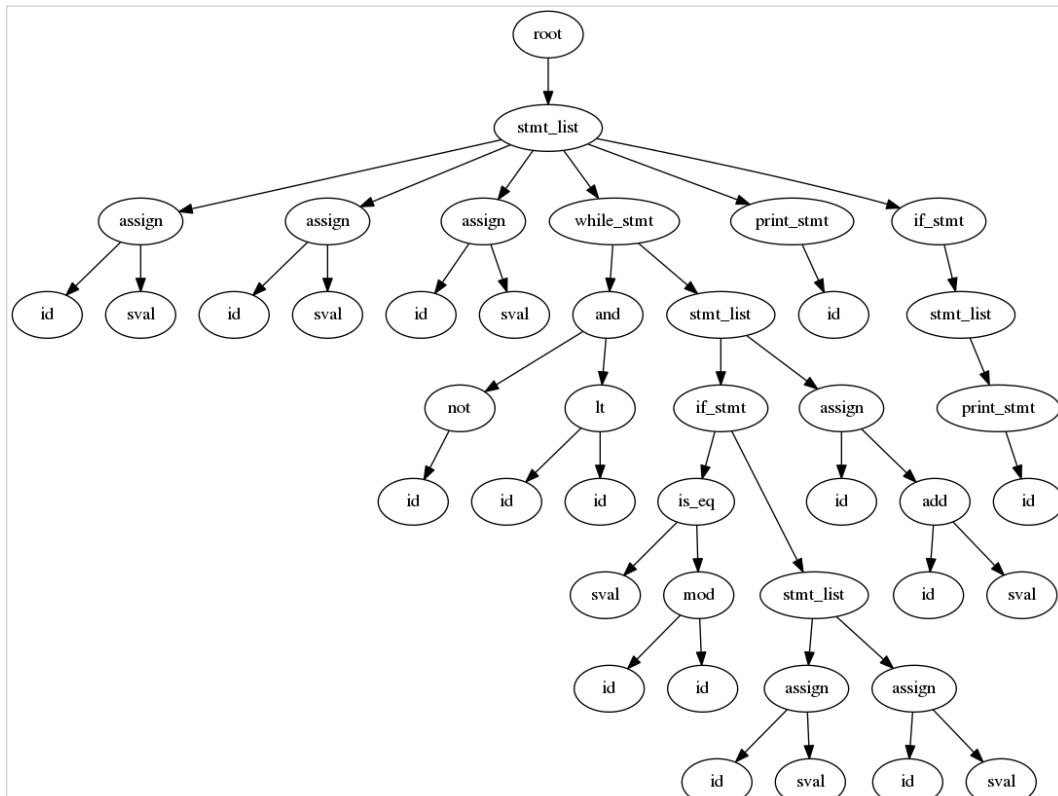 root
stmt_list
assign assign assign while_stmt print_stmt if_stmt
id sval id sval id sval and stmt_list id stmt_list
not lt if_stmt assign print_stmt
id id id is_eq id add id
sval mod stmt_list id sval
id id assign assign
id sval id sval